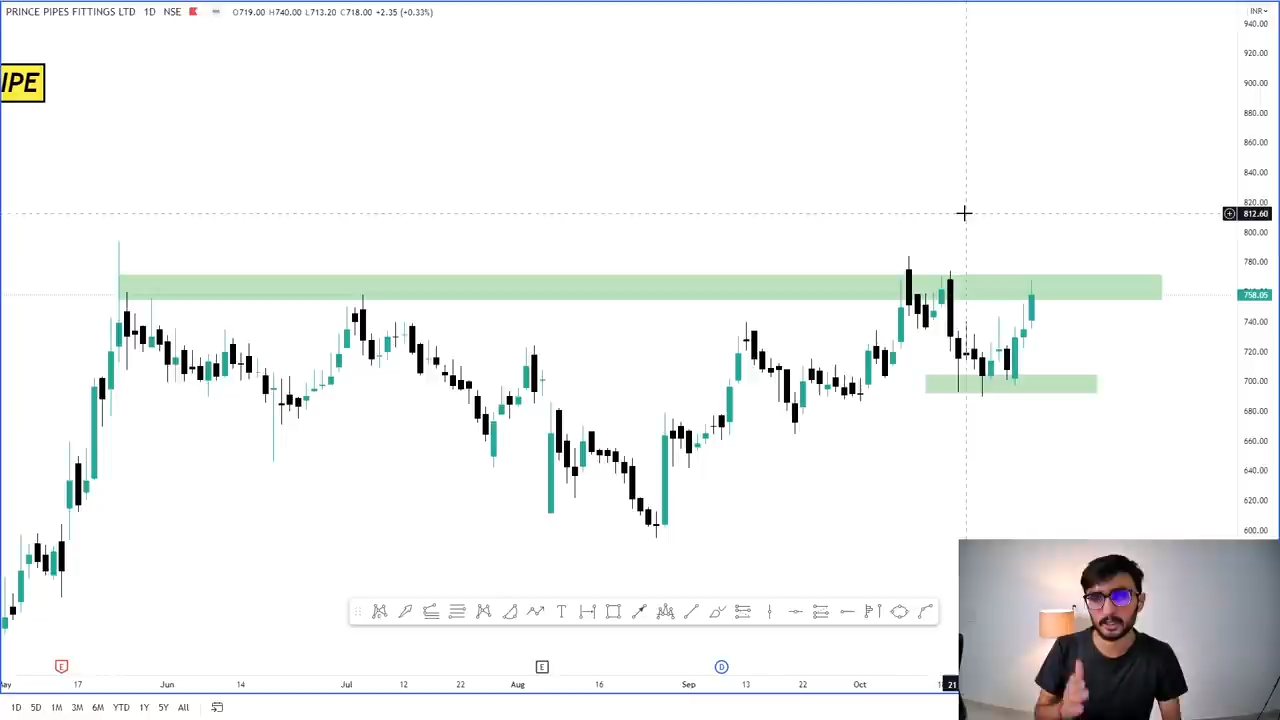 PRINCE PIPES FITTINGS LTD 1D NSE O719.00 H740.00 L713.20 C718.00 +2.35 (+0.33%)
INR
940.00
920.00
IPE
900.00
880.00
860.00
840.00
820.00
812.60
800.00
780.00
758.05
740.00
720.00
700.00
680.00
660.00
640.00
620.00
600.00
T
E E D
ay 17 Jun 14 Jul 12 22 Aug 16 Sep 13 22 Oct 21
1D 5D 1M 3M 6M YTD 1Y 5Y All